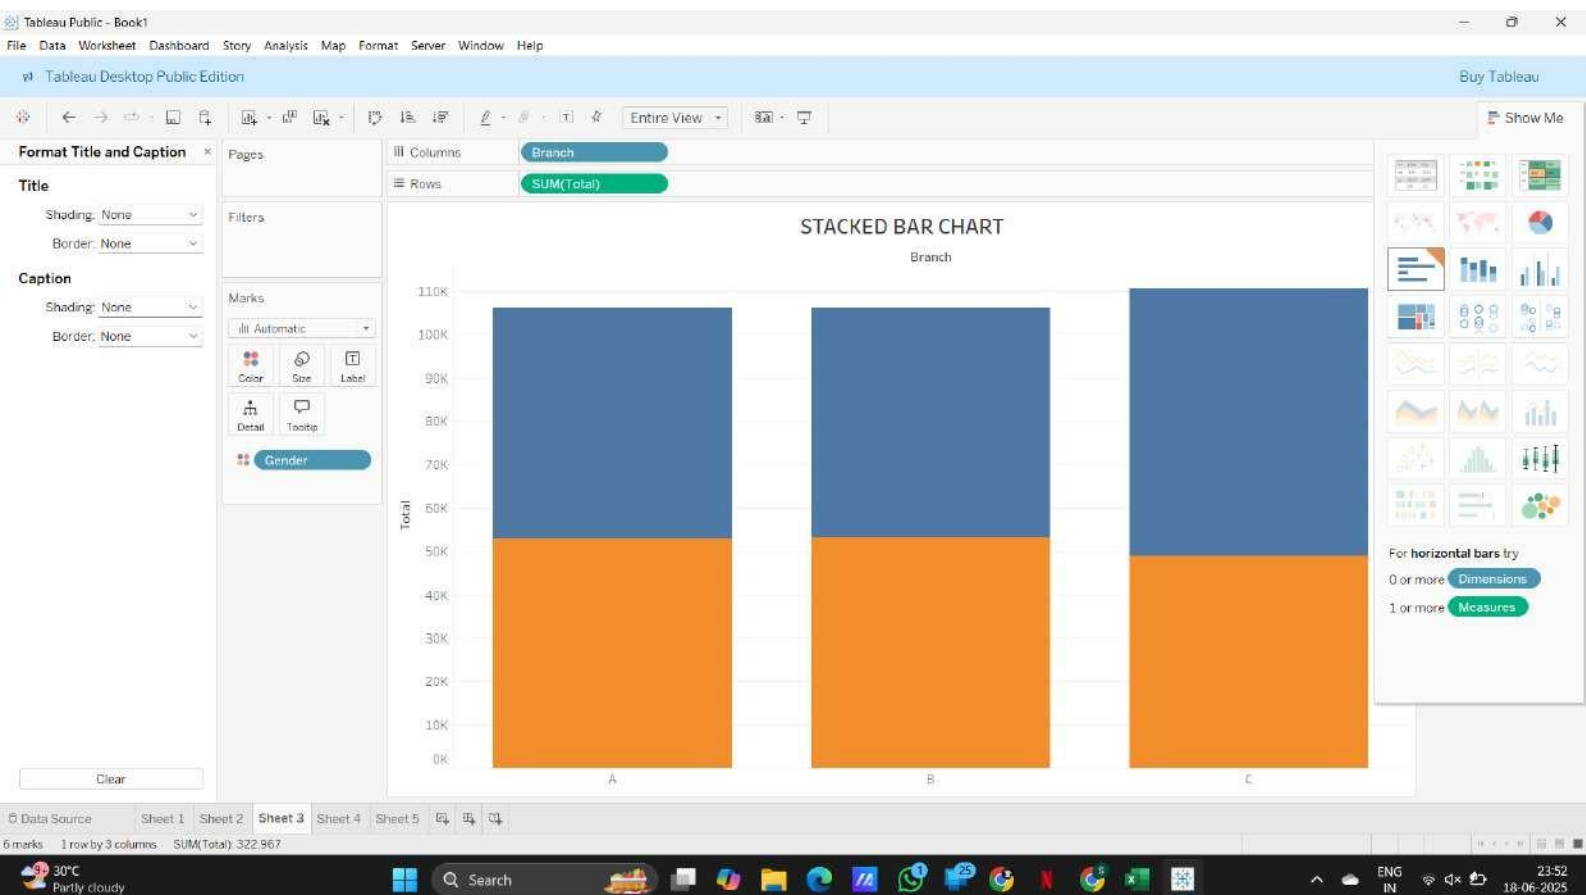 Tableau Public - Book1
File Data Worksheet Dashboard Story Analysis Map Format Server Window Help
Tableau Desktop Public Edition
Buy Tableau
Entire View
Show Me
Format Title and Caption ×
Title
Shading: None
Border: None
Caption
Shading: None
Border: None
Clear
Pages
Filters
Marks
Automatic
Color Size Label
Detail Tooltip
Gender
Columns Branch
Rows SUM(Total)
STACKED BAR CHART
Branch
Total
110K
100K
90K
80K
70K
60K
50K
40K
30K
20K
10K
0K
A B C
For horizontal bars try
0 or more Dimensions
1 or more Measures
Data Source Sheet 1 Sheet 2 Sheet 3 Sheet 4 Sheet 5
6 marks 1 row by 3 columns SUM(Total): 322.967
30°C
Partly cloudy
Search
1
25
ENG
IN
23:52
18-06-2025